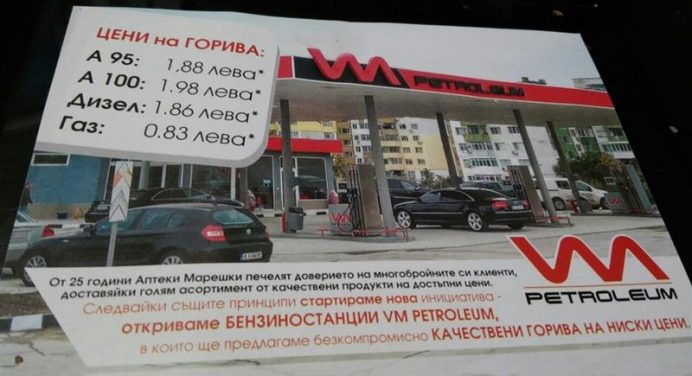 ЦЕНИ на ГОРИВА:
А 95: 1,88 лева*
А 100: 1.98 лева*
Дизел: 1.86 лева*
Газ: 0.83 лева*
VM PETROLEUM
VM
PETROLEUM
От 25 години Аптеки Марешки печелят доверието на многобройните си клиенти,
доставяйки голям асортимент от качествени продукти на достъпни цени.
Следвайки същите принципи стартираме нова инициатива -
откриваме БЕНЗИНОСТАНЦИИ VM PETROLEUM,
в които ще предлагаме безкомпромисно КАЧЕСТВЕНИ ГОРИВА НА НИСКИ ЦЕНИ.